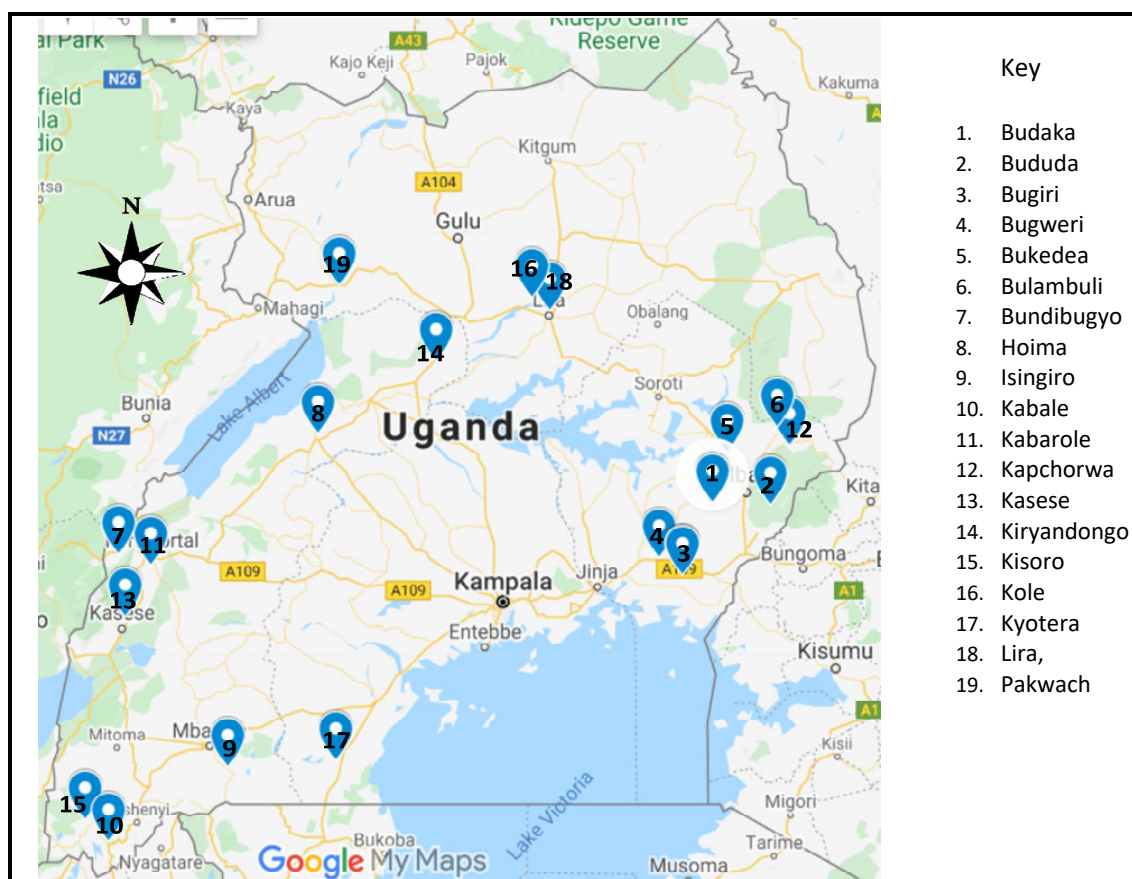 Kidepo Game
Reserve
al Park
A43
Kajo Keji
Pajok
N26
Kakuma
Kaya
Kitgum
Arua
A104
N
Gulu
19
16
18
Mahagi
Obalang
14
Lake Albert
Soroti
Bunia
8
6
N27
Uganda
5
12
1
2
Kita
7
11
4
3
Bungoma
A109
A109
Kampala
Jinja
13
Kasese
A1
Entebbe
Kisumu
A1
Mitoma
Mba
9
17
Kisii
15
10
shenyi
Lake Victoria
Migori
Nyagatare
Bukoba
Tarime
Google My Maps
Musoma
Key
1. Budaka
2. Bududa
3. Bugiri
4. Bugweri
5. Bukedea
6. Bulambuli
7. Bundibugyo
8. Hoima
9. Isingiro
10. Kabale
11. Kabarole
12. Kapchorwa
13. Kasese
14. Kiryandongo
15. Kisoro
16. Kole
17. Kyotera
18. Lira,
19. Pakwach